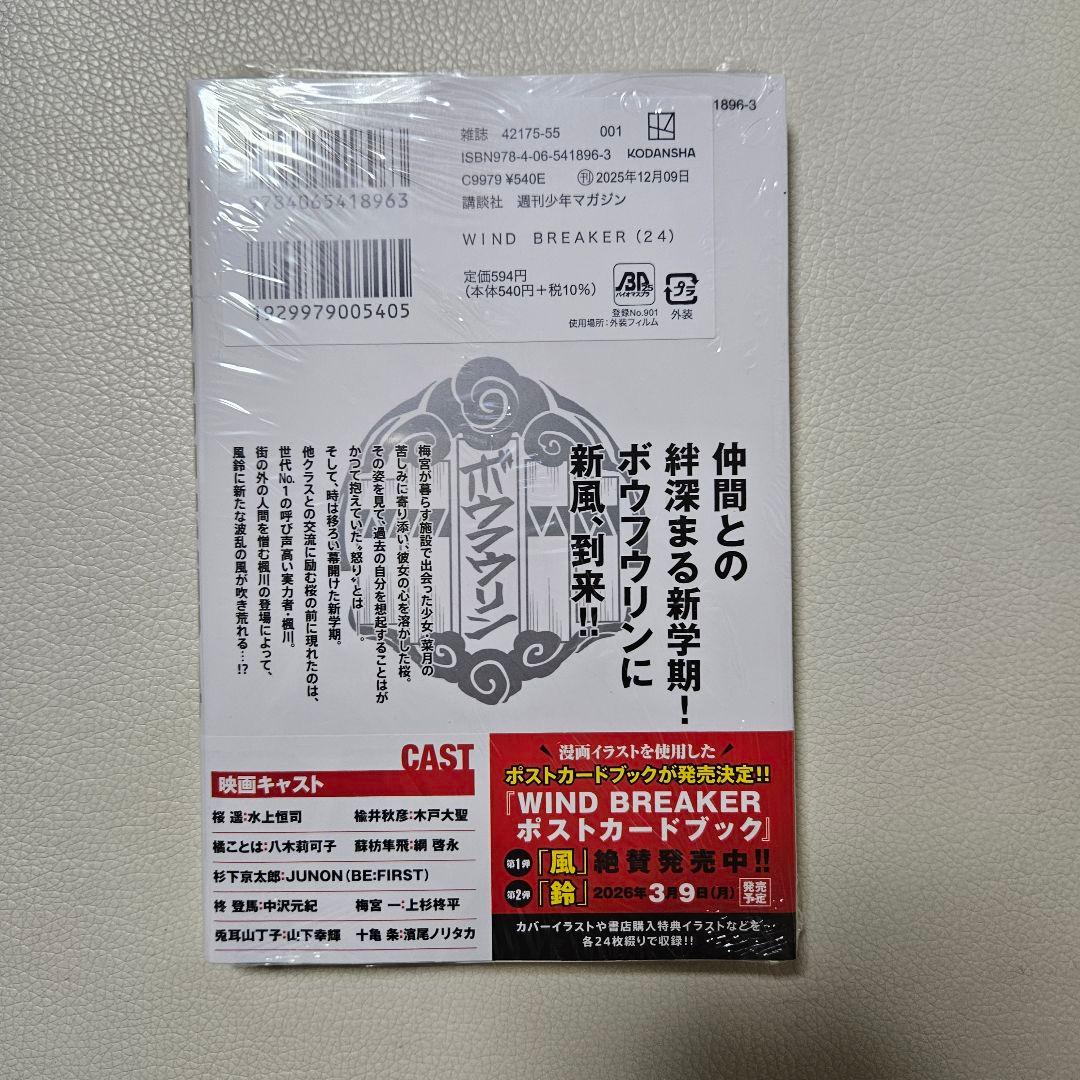 1896-3
雑誌 42175-55 001
ISBN978-4-06-541896-3 KODANSHA
C9979 ¥540E ㊗ 2025年12月09日
講談社 週刊少年マガジン
9784065418963
WIND BREAKER(24)
定価594円
(本体540円+税10%)
バイオマスプラ
25
登録No.901
使用場所:外装フィルム
プラ
外装
1929979005405
仲間との
絆深まる新学期!
ボウフウリンに
新風、到来!!
ボウフウリン
梅宮が暮らす施設で出会った少女・菜月の
苦しみに寄り添い、彼女の心を溶かした桜。
その姿を見て、過去の自分を想起することはが
かつて抱えていた“怒り”とは――。
そして、時は移ろい幕開けた新学期。
他クラスとの交流に励む桜の前に現れたのは、
世代No.1の呼び声高い実力者・楓川。
街の外の人間を憎む楓川の登場によって、
風鈴に新たな波乱の風が吹き荒れる…!?
CAST
映画キャスト
桜 遥:水上恒司 楡井秋彦:木戸大聖
橘ことは:八木莉可子 蘇枋隼飛:綱 啓永
杉下京太郎:JUNON(BE:FIRST)
柊 登馬:中沢元紀 梅宮 一:上杉柊平
兎耳山丁子:山下幸輝 十亀 条:濱尾ノリタカ
漫画イラストを使用した
ポストカードブックが発売決定!!
『WIND BREAKER
ポストカードブック』
第1弾「風」絶賛発売中!!
第2弾「鈴」2026年3月9日(月)発売予定
カバーイラストや書店購入特典イラストなどを
各24枚綴りで収録!!